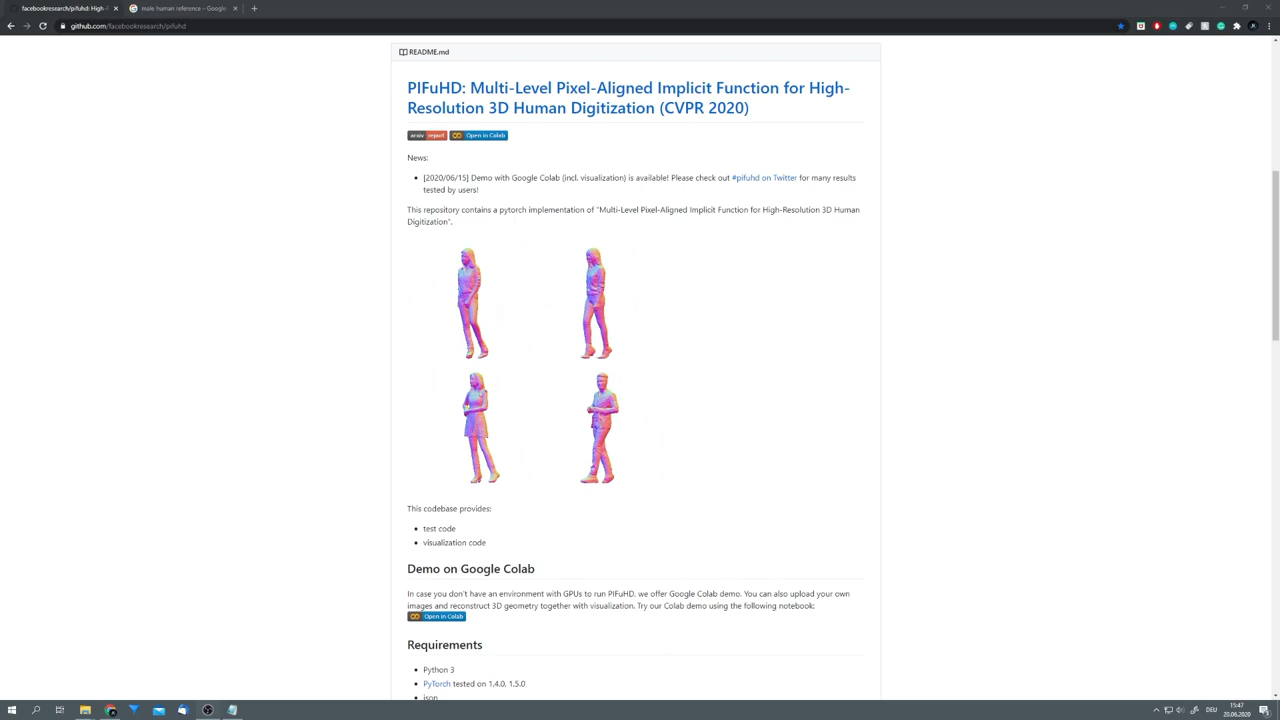 facebookresearch/pifuhd: High-R
male human reference – Google
github.com/facebookresearch/pifuhd
README.md
PIFuHD: Multi-Level Pixel-Aligned Implicit Function for High-
Resolution 3D Human Digitization (CVPR 2020)
arxiv report Open in Colab
News:
[2020/06/15] Demo with Google Colab (incl. visualization) is available! Please check out #pifuhd on Twitter for many results
tested by users!
This repository contains a pytorch implementation of "Multi-Level Pixel-Aligned Implicit Function for High-Resolution 3D Human
Digitization".
This codebase provides:
test code
visualization code
Demo on Google Colab
In case you don't have an environment with GPUs to run PIFuHD, we offer Google Colab demo. You can also upload your own
images and reconstruct 3D geometry together with visualization. Try our Colab demo using the following notebook:
Open in Colab
Requirements
Python 3
PyTorch tested on 1.4.0, 1.5.0
json
DEU
15:47
20.06.2020